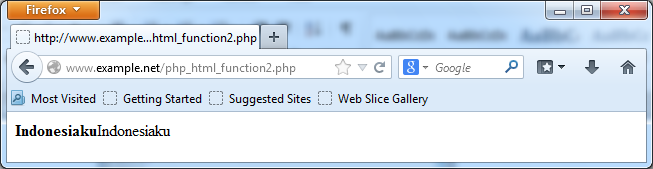 Firefox
http://www.example...html_function2.php
www.example.net/php_html_function2.php
Google
Most Visited Getting Started Suggested Sites Web Slice Gallery
IndonesiakuIndonesiaku